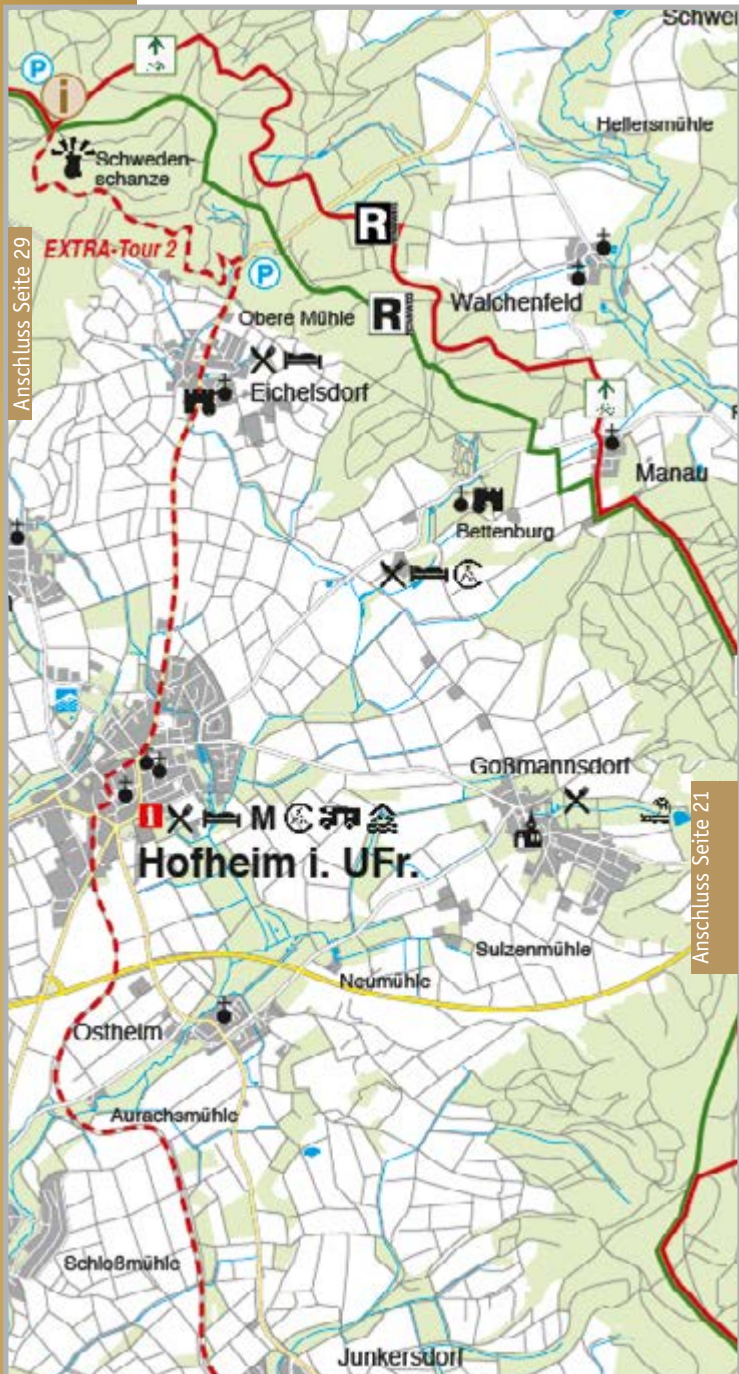 Schwei
P
i
Hellersmühle
Schweden-
schanze
R
EXTRA-Tour 2
Anschluss Seite 29
P
Walchenfeld
Obere Mühle
R
Eichelsdorf
Manau
Bettenburg
Goßmannsdorf
Anschluss Seite 21
i
M
Hofheim i. UFr.
Sulzenmühle
Neumühle
Ostheim
Aurachsmühle
Schloßmühle
Junkersdorf